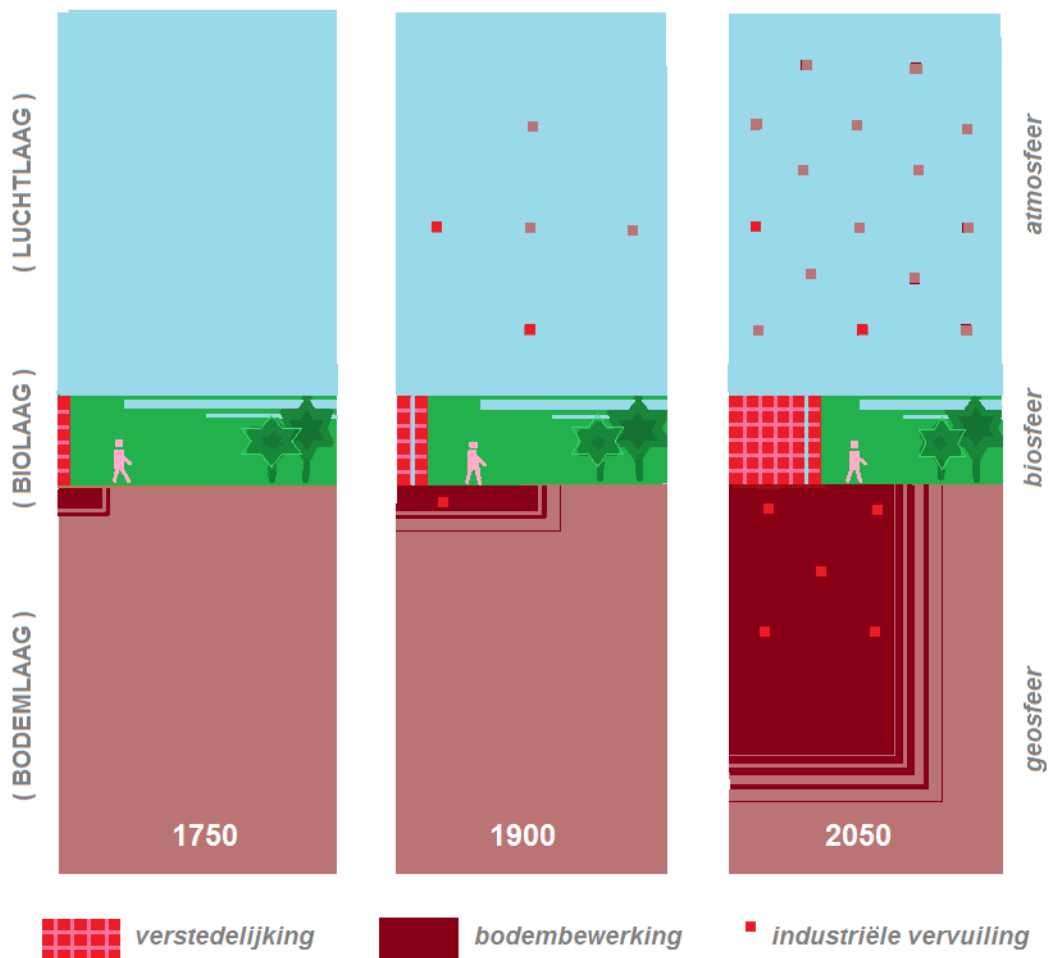 ( LUCHTLAAG )
( BIOLAAG )
( BODEMLAAG )
atmosfeer
biosfeer
geosfeer
1750
1900
2050
verstedelijking
bodembewerking
industriële vervuiling